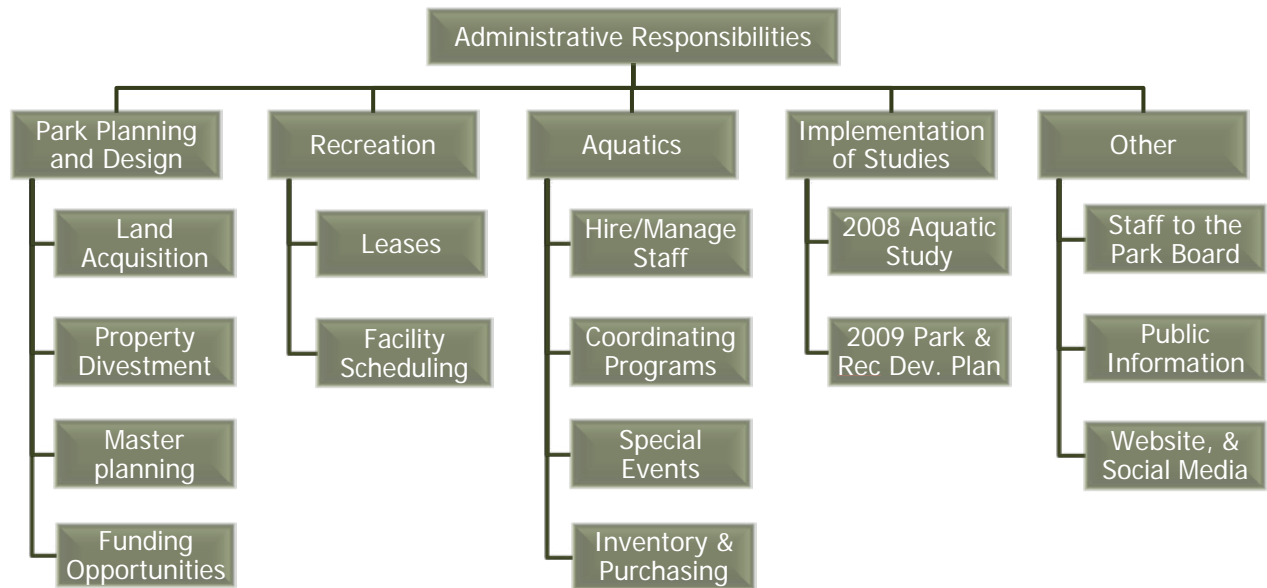 Administrative Responsibilities
Park Planning
and Design
Land
Acquisition
Property
Divestment
Master
planning
Funding
Opportunities
Recreation
Leases
Facility
Scheduling
Aquatics
Hire/Manage
Staff
Coordinating
Programs
Special
Events
Inventory &
Purchasing
Implementation
of Studies
2008 Aquatic
Study
2009 Park &
Rec Dev. Plan
Other
Staff to the
Park Board
Public
Information
Website, &
Social Media